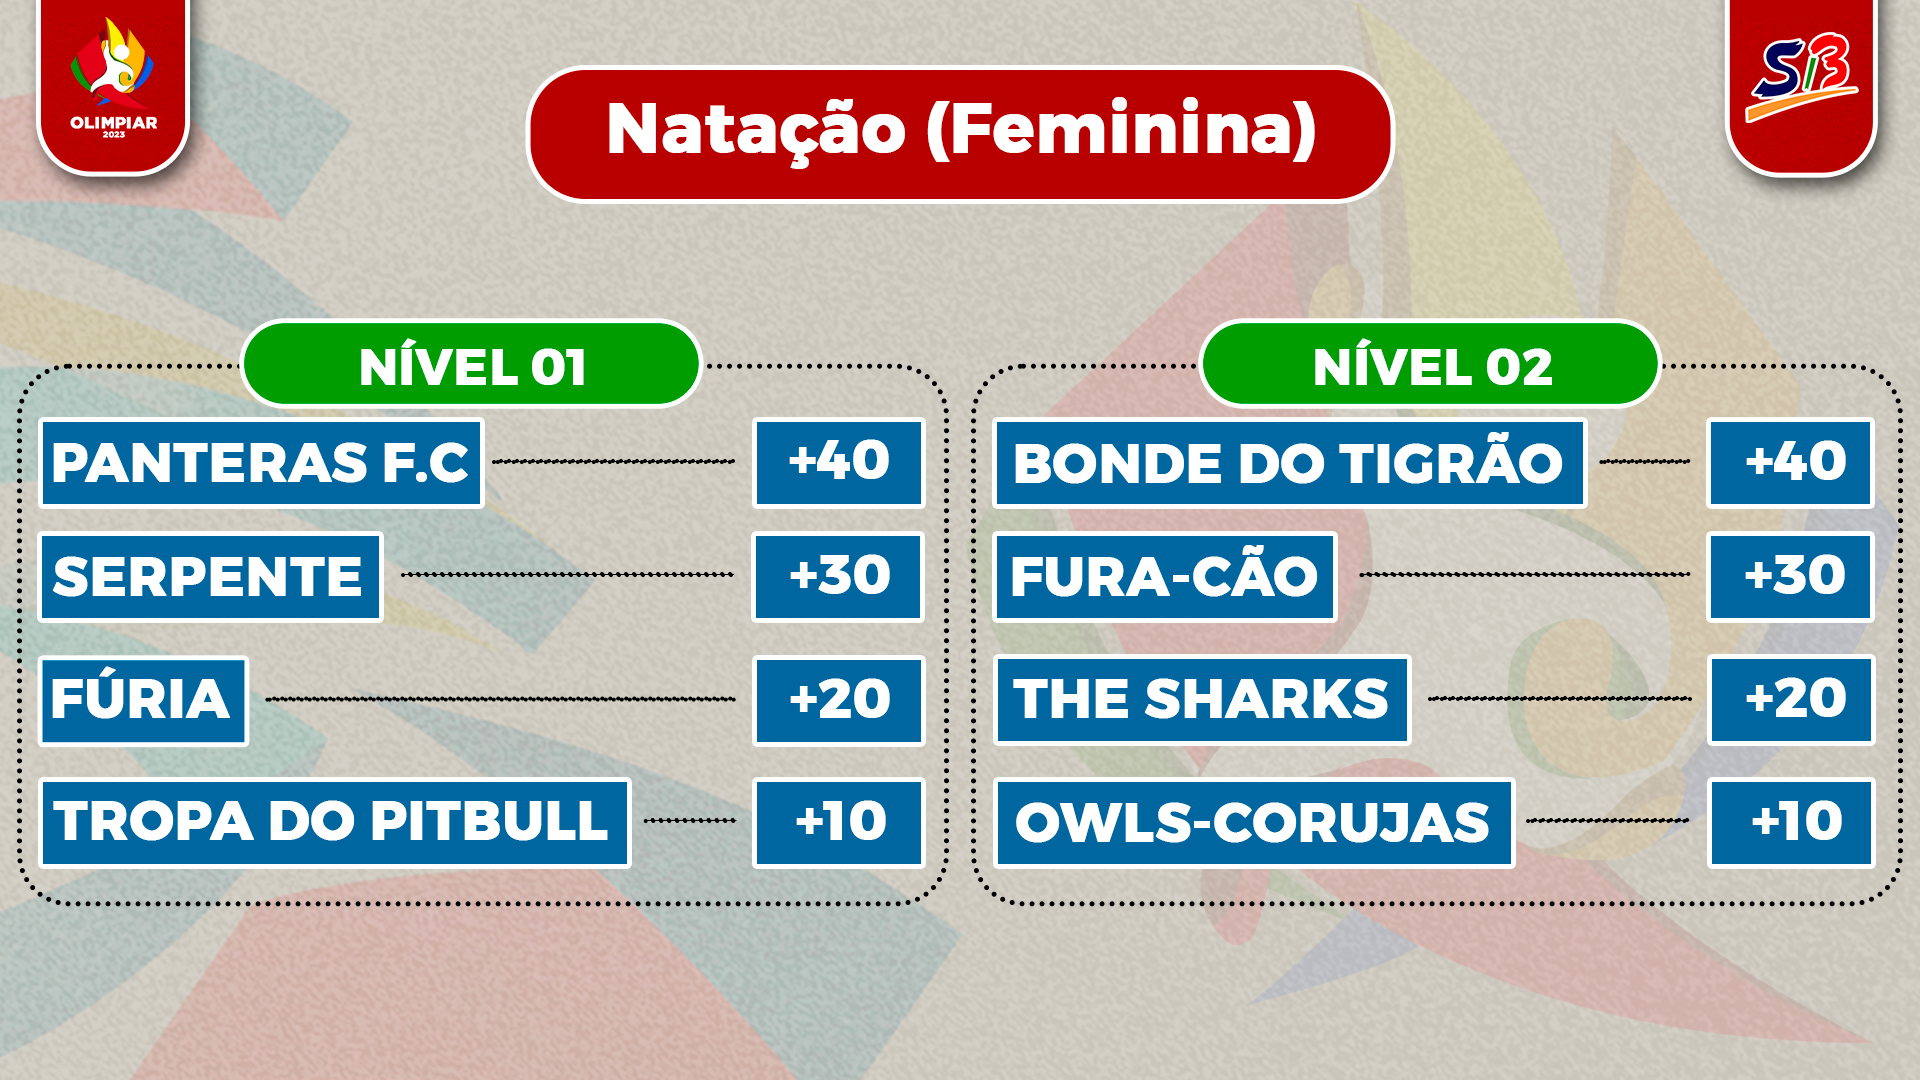 OLIMPIAR
2023
SiB
Natação (Feminina)
NÍVEL 01
PANTERAS F.C +40
SERPENTE +30
FÚRIA +20
TROPA DO PITBULL +10
NÍVEL 02
BONDE DO TIGRÃO +40
FURA-CÃO +30
THE SHARKS +20
OWLS-CORUJAS +10